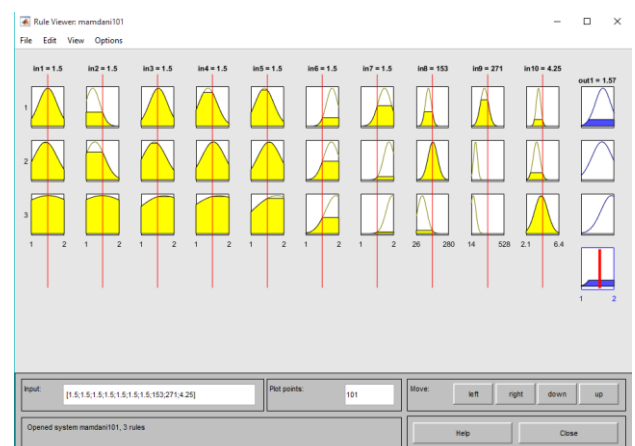 Rule Viewer: mamdani101
File Edit View Options
in1 = 1.5 in2 = 1.5 in3 = 1.5 in4 = 1.5 in5 = 1.5 in6 = 1.5 in7 = 1.5 in8 = 153 in9 = 271 in10 = 4.25
out1 = 1.57
1
2
3
1 2 1 2 1 2 1 2 1 2 1 2 1 2 26 280 14 528 2.1 6.4
1 2
Input: [1.5;1.5;1.5;1.5;1.5;1.5;1.5;153;271;4.25] Plot points: 101 Move: left right down up
Opened system mamdani101, 3 rules Help Close